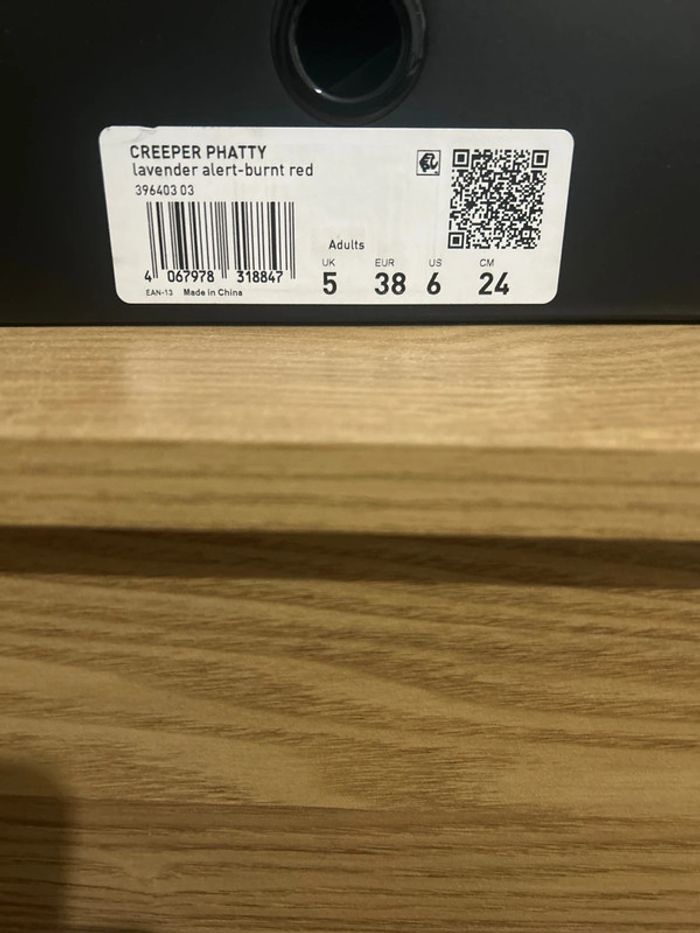 CREEPER PHATTY
lavender alert-burnt red
396403 03
4 067978 318847
EAN-13 Made in China
Adults
UK EUR US CM
5 38 6 24